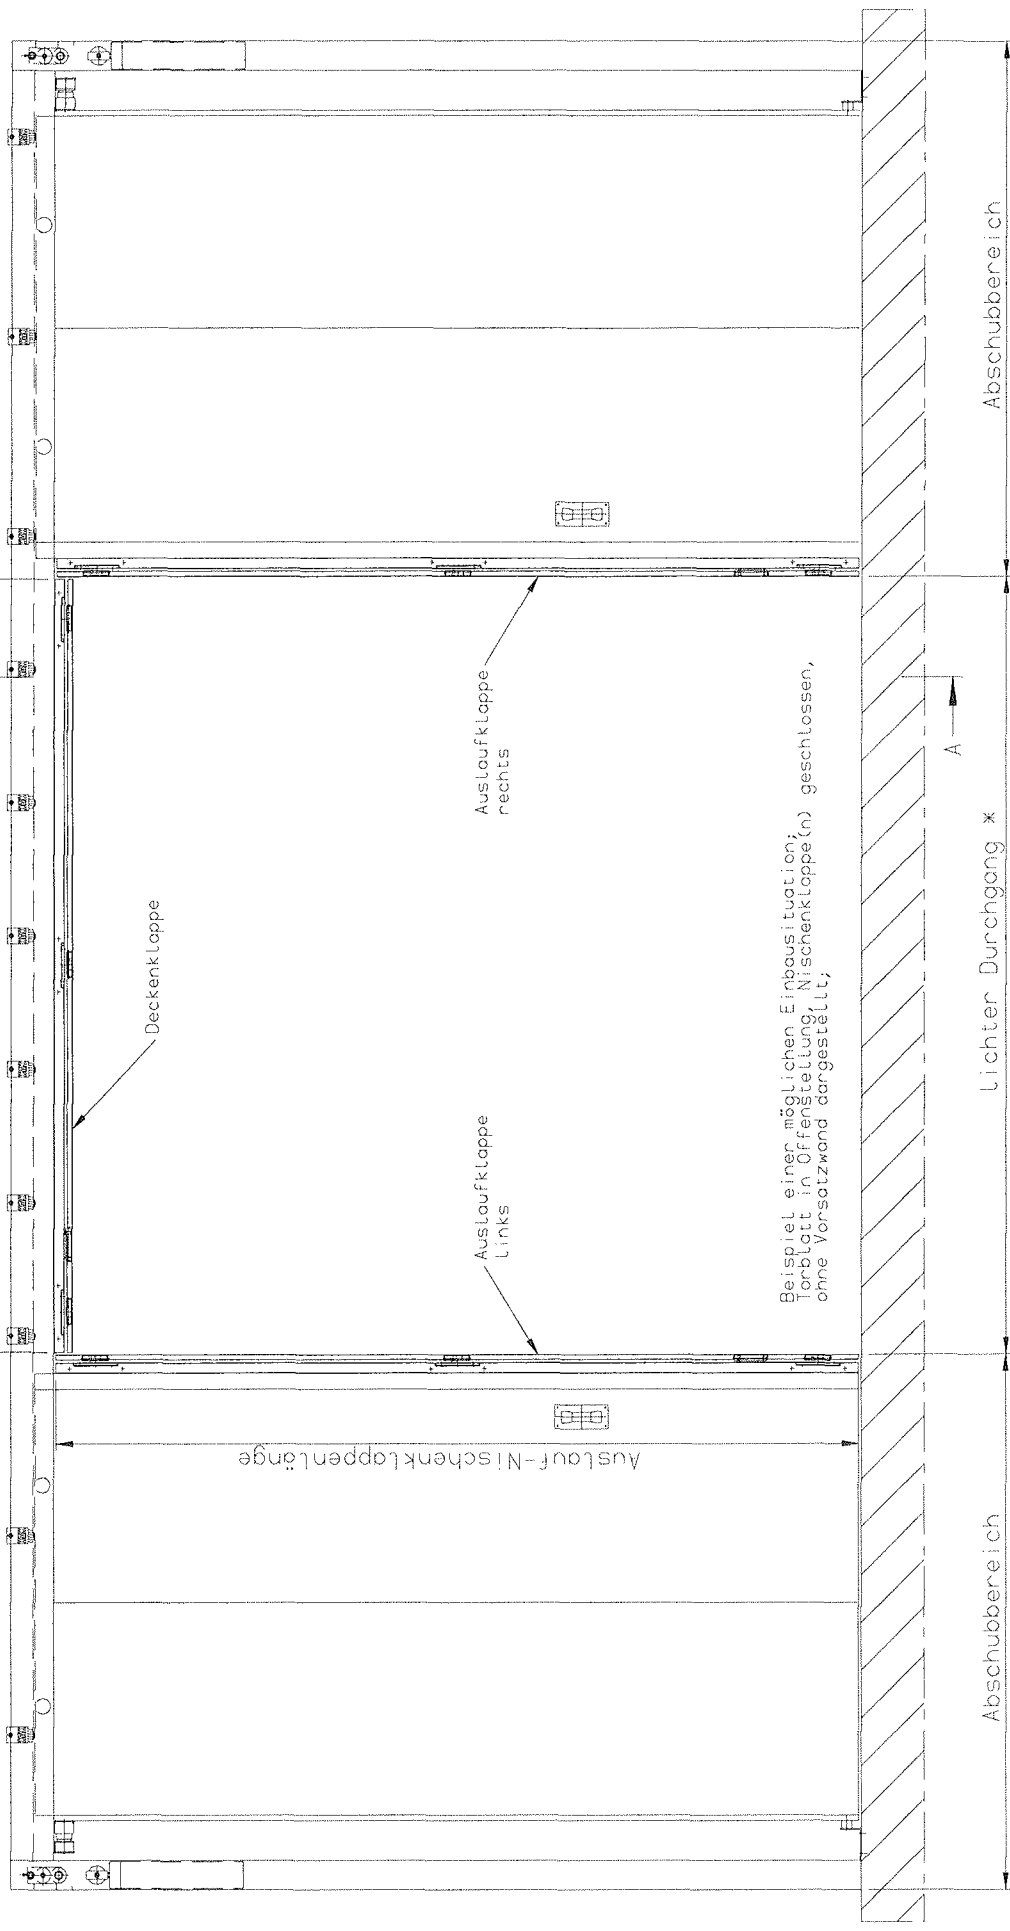 Deckenklappe
Auslaufklappe
links
Auslaufklappe
rechts
Auslauf-Nischenklappenlänge
Beispiel einer möglichen Einbausituation;
Torblatt in Offenstellung, Nischenklappe(n) geschlossen,
ohne Vorsatzwand dargestellt;
A
Abschubbereich
lichter Durchgang *
Abschubbereich